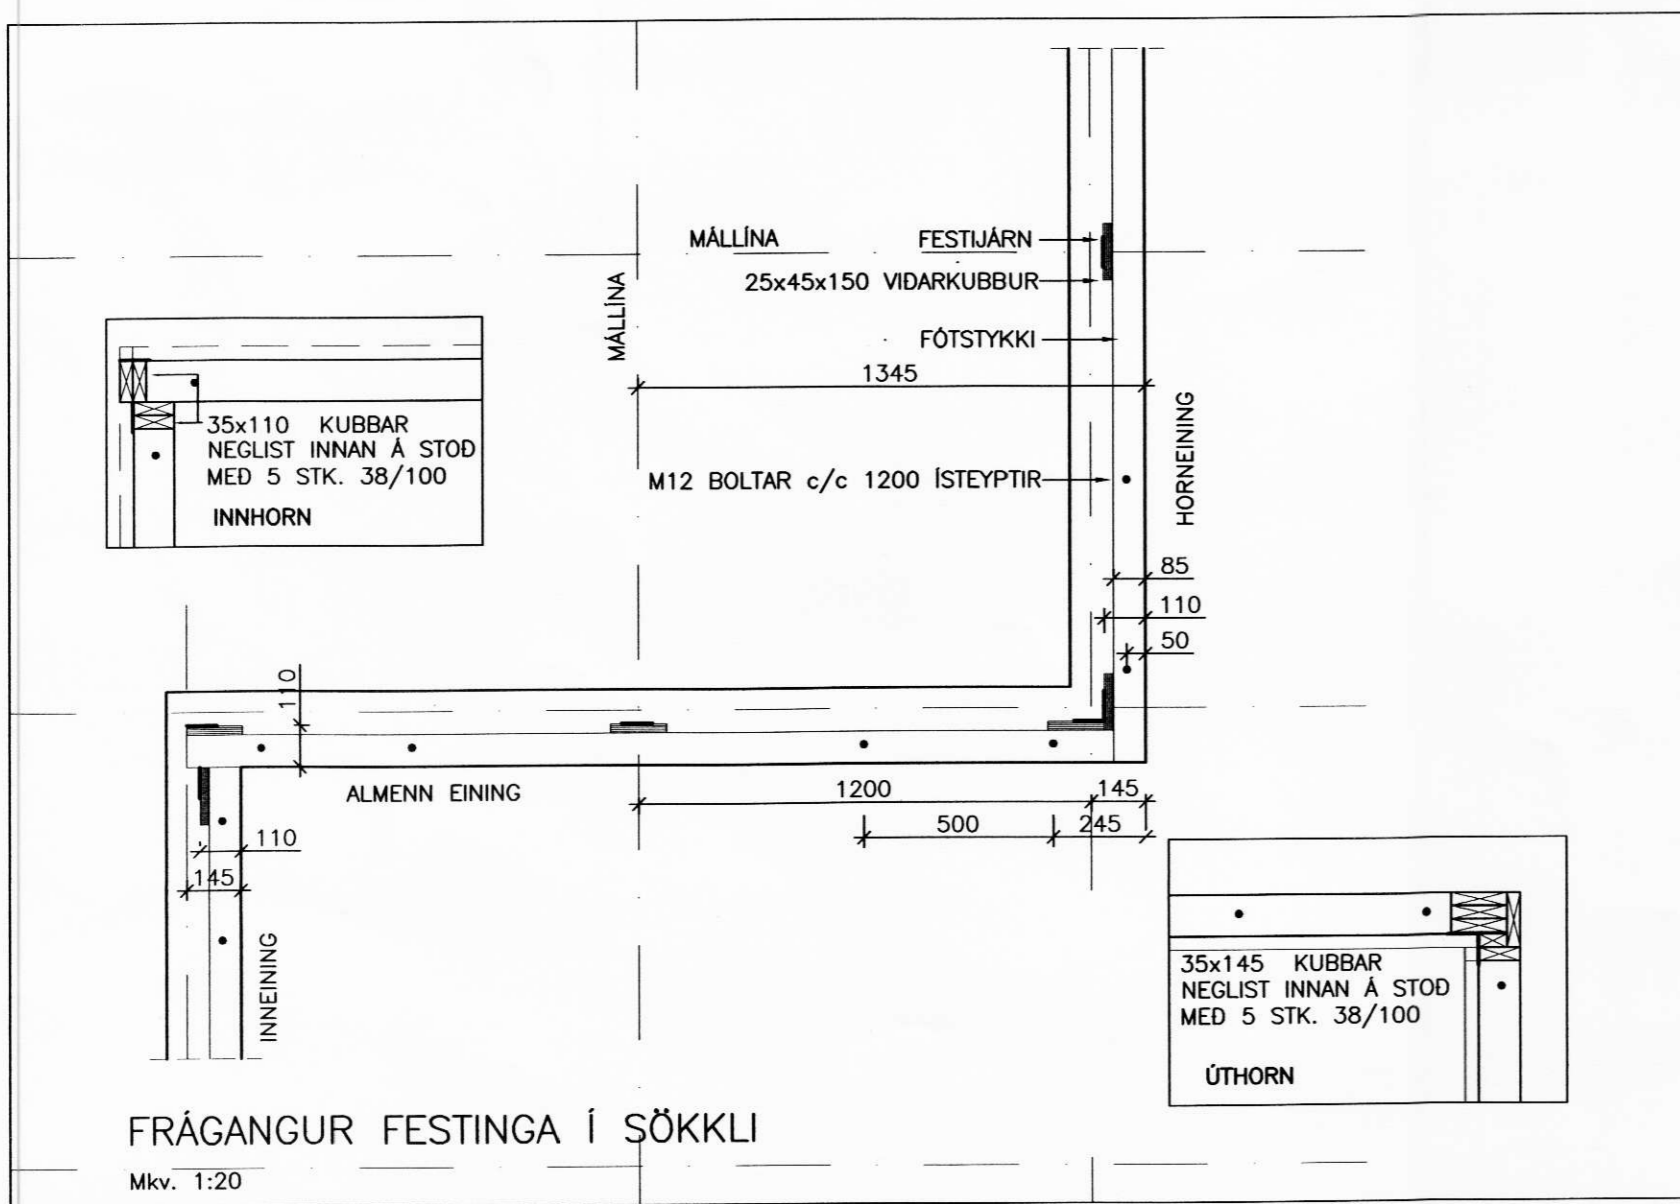 MÁLLÍNA
FESTIJÁRN
25x45x150 VIÐARKUBBUR
MÁLLÍNA
FÓTSTYKKI
1345
35x110 KUBBAR
NEGLIST INNAN Á STOÐ
MEÐ 5 STK. 38/100
INNHORN
M12 BOLTAR c/c 1200 ÍSTEYPTIR
HORNEINING
85
110
50
110
ALMENN EINING
1200
145
500
245
110
145
INNEINING
35x145 KUBBAR
NEGLIST INNAN Á STOÐ
MEÐ 5 STK. 38/100
ÚTHORN
FRÁGANGUR FESTINGA Í SÖKKLI
Mkv. 1:20